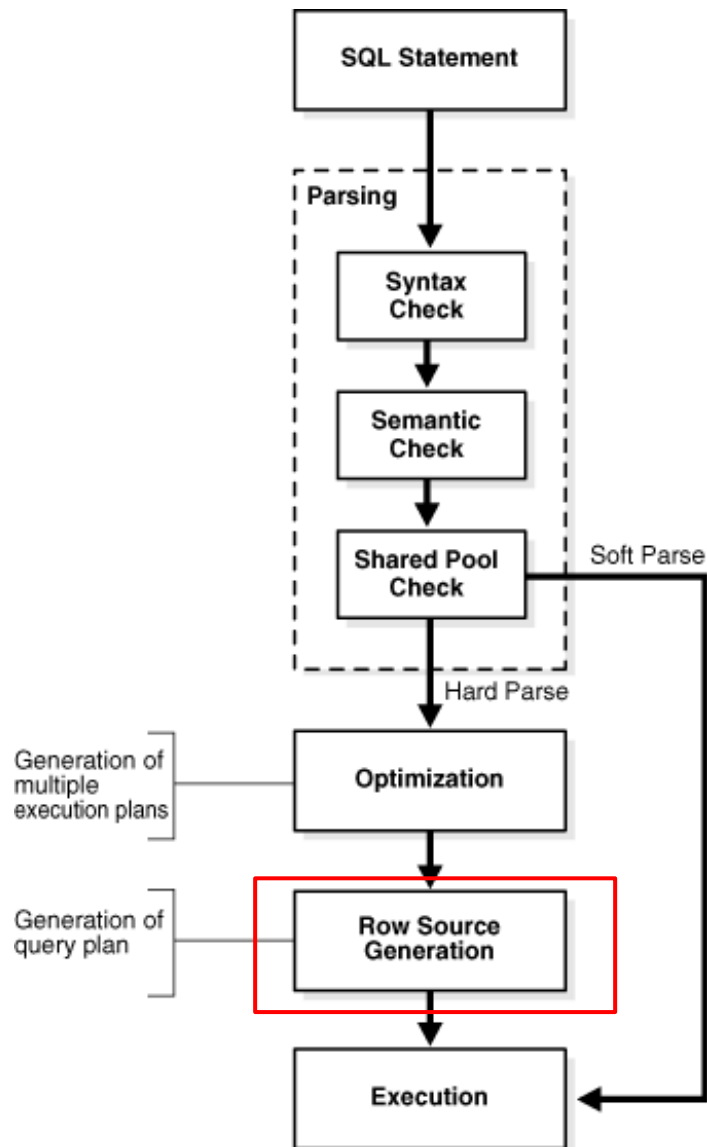 SQL Statement
Parsing
Syntax
Check
Semantic
Check
Shared Pool
Check
Soft Parse
Hard Parse
Generation of
multiple
execution plans
Optimization
Generation of
query plan
Row Source
Generation
Execution